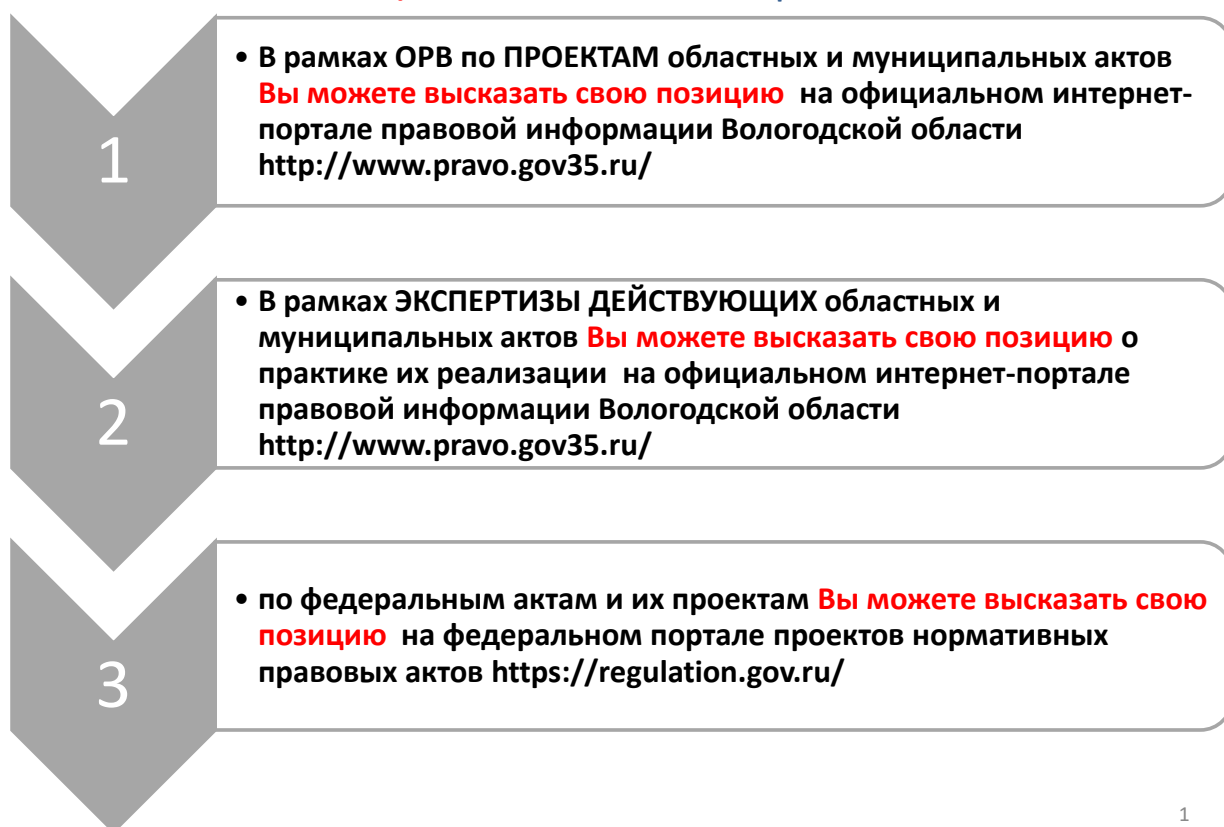 1
• В рамках ОРВ по ПРОЕКТАМ областных и муниципальных актов
Вы можете высказать свою позицию на официальном интернет-
портале правовой информации Вологодской области
http://www.pravo.gov35.ru/
2
• В рамках ЭКСПЕРТИЗЫ ДЕЙСТВУЮЩИХ областных и
муниципальных актов Вы можете высказать свою позицию о
практике их реализации на официальном интернет-портале
правовой информации Вологодской области
http://www.pravo.gov35.ru/
3
• по федеральным актам и их проектам Вы можете высказать свою
позицию на федеральном портале проектов нормативных
правовых актов https://regulation.gov.ru/
1